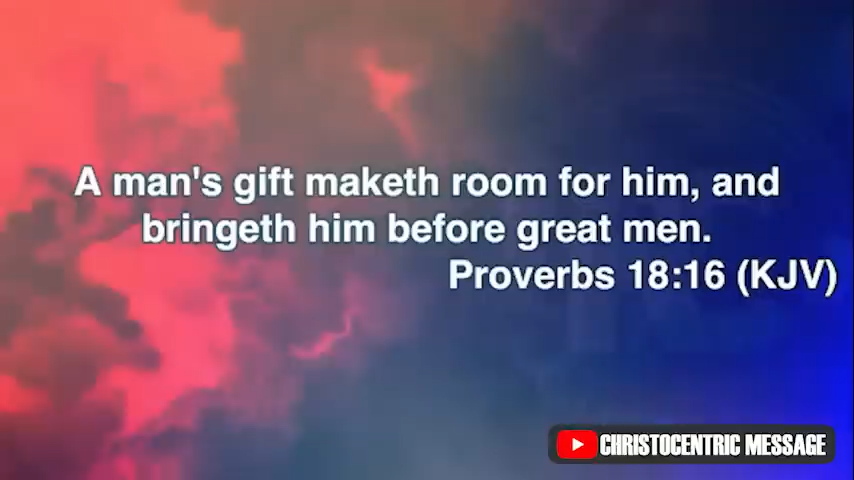 A man's gift maketh room for him, and
bringeth him before great men.
Proverbs 18:16 (KJV)
CHRISTOCENTRIC MESSAGE